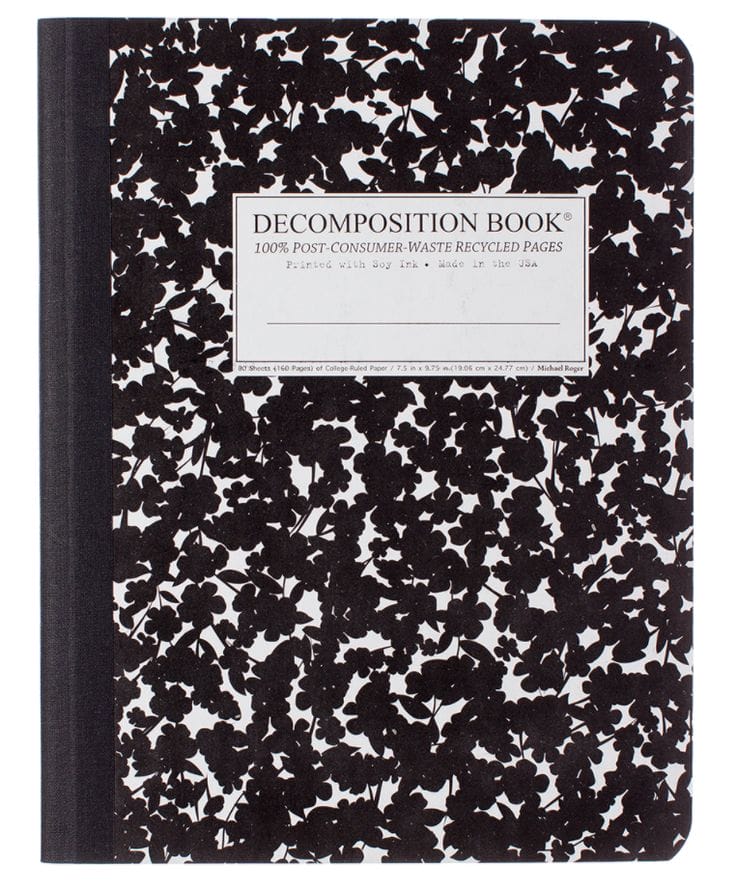 DECOMPOSITION BOOK®
100% POST-CONSUMER-WASTE RECYCLED PAGES
Printed with Soy Ink • Made in the USA
80 Sheets (160 Pages) of College-Ruled Paper / 7.5 in x 9.75 in (19.06 cm x 24.77 cm) / Michael Roger